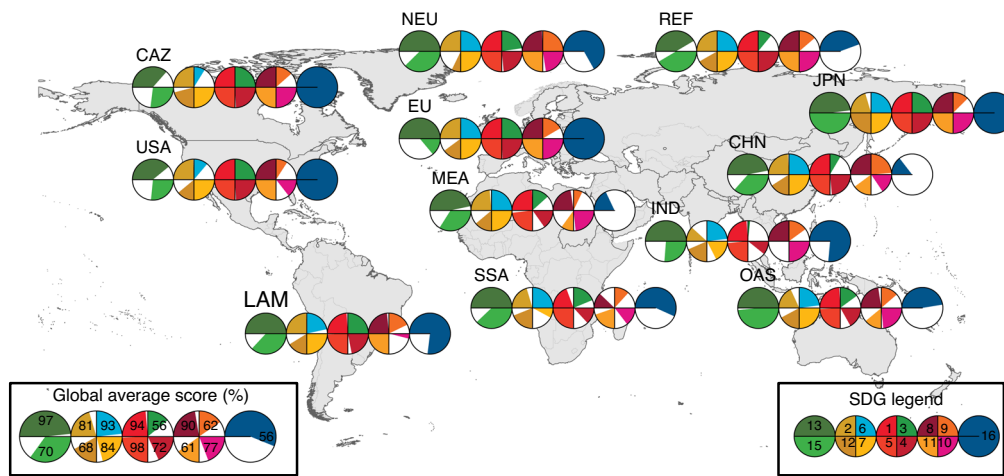 NEU
REF
CAZ
JPN
EU
CHN
USA
MEA
IND
SSA
OAS
LAM
Global average score (%)
97 81 93 94 56 90 62 56
70 68 84 98 72 61 77
SDG legend
13 2 6 1 3 8 9 16
15 12 7 5 4 11 10